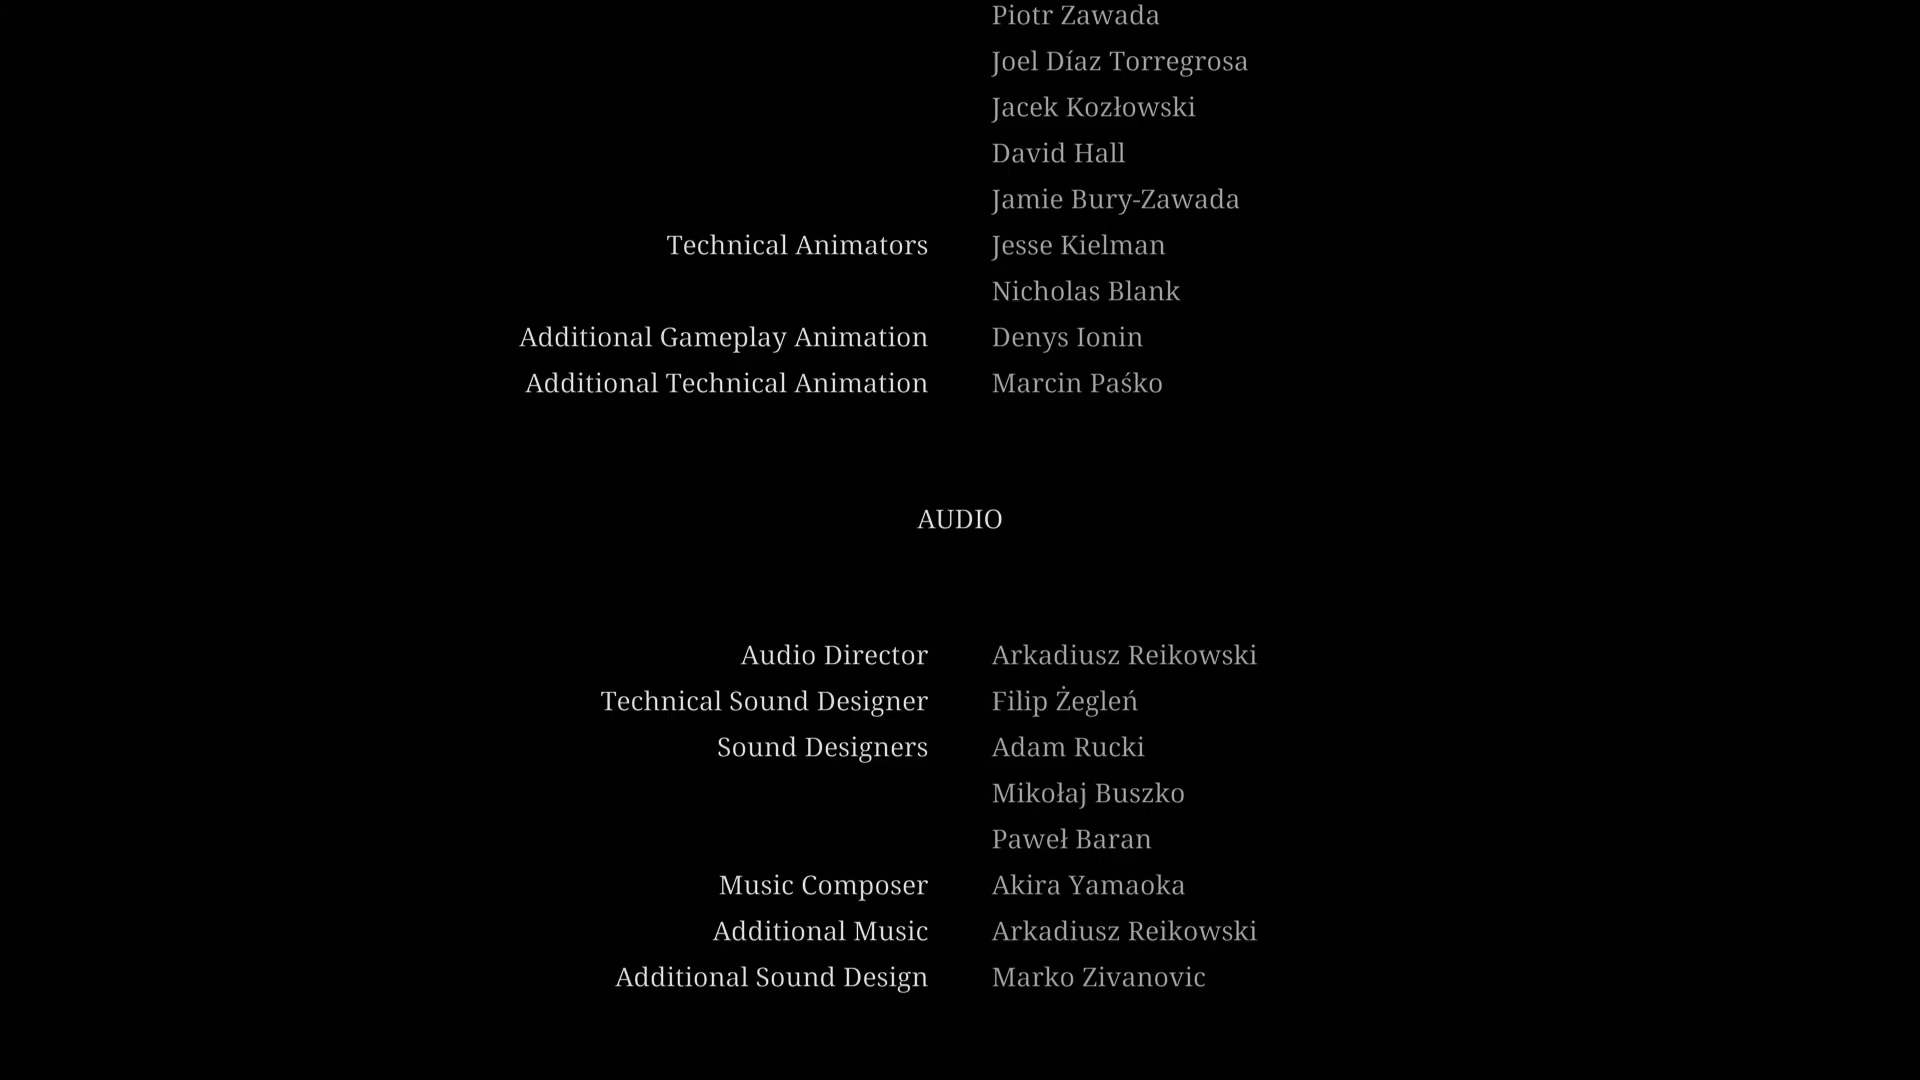 Piotr Zawada
Joel Díaz Torregrosa
Jacek Kozłowski
David Hall
Jamie Bury-Zawada
Technical Animators Jesse Kielman
Nicholas Blank
Additional Gameplay Animation Denys Ionin
Additional Technical Animation Marcin Paśko
AUDIO
Audio Director Arkadiusz Reikowski
Technical Sound Designer Filip Żegleń
Sound Designers Adam Rucki
Mikołaj Buszko
Paweł Baran
Music Composer Akira Yamaoka
Additional Music Arkadiusz Reikowski
Additional Sound Design Marko Zivanovic